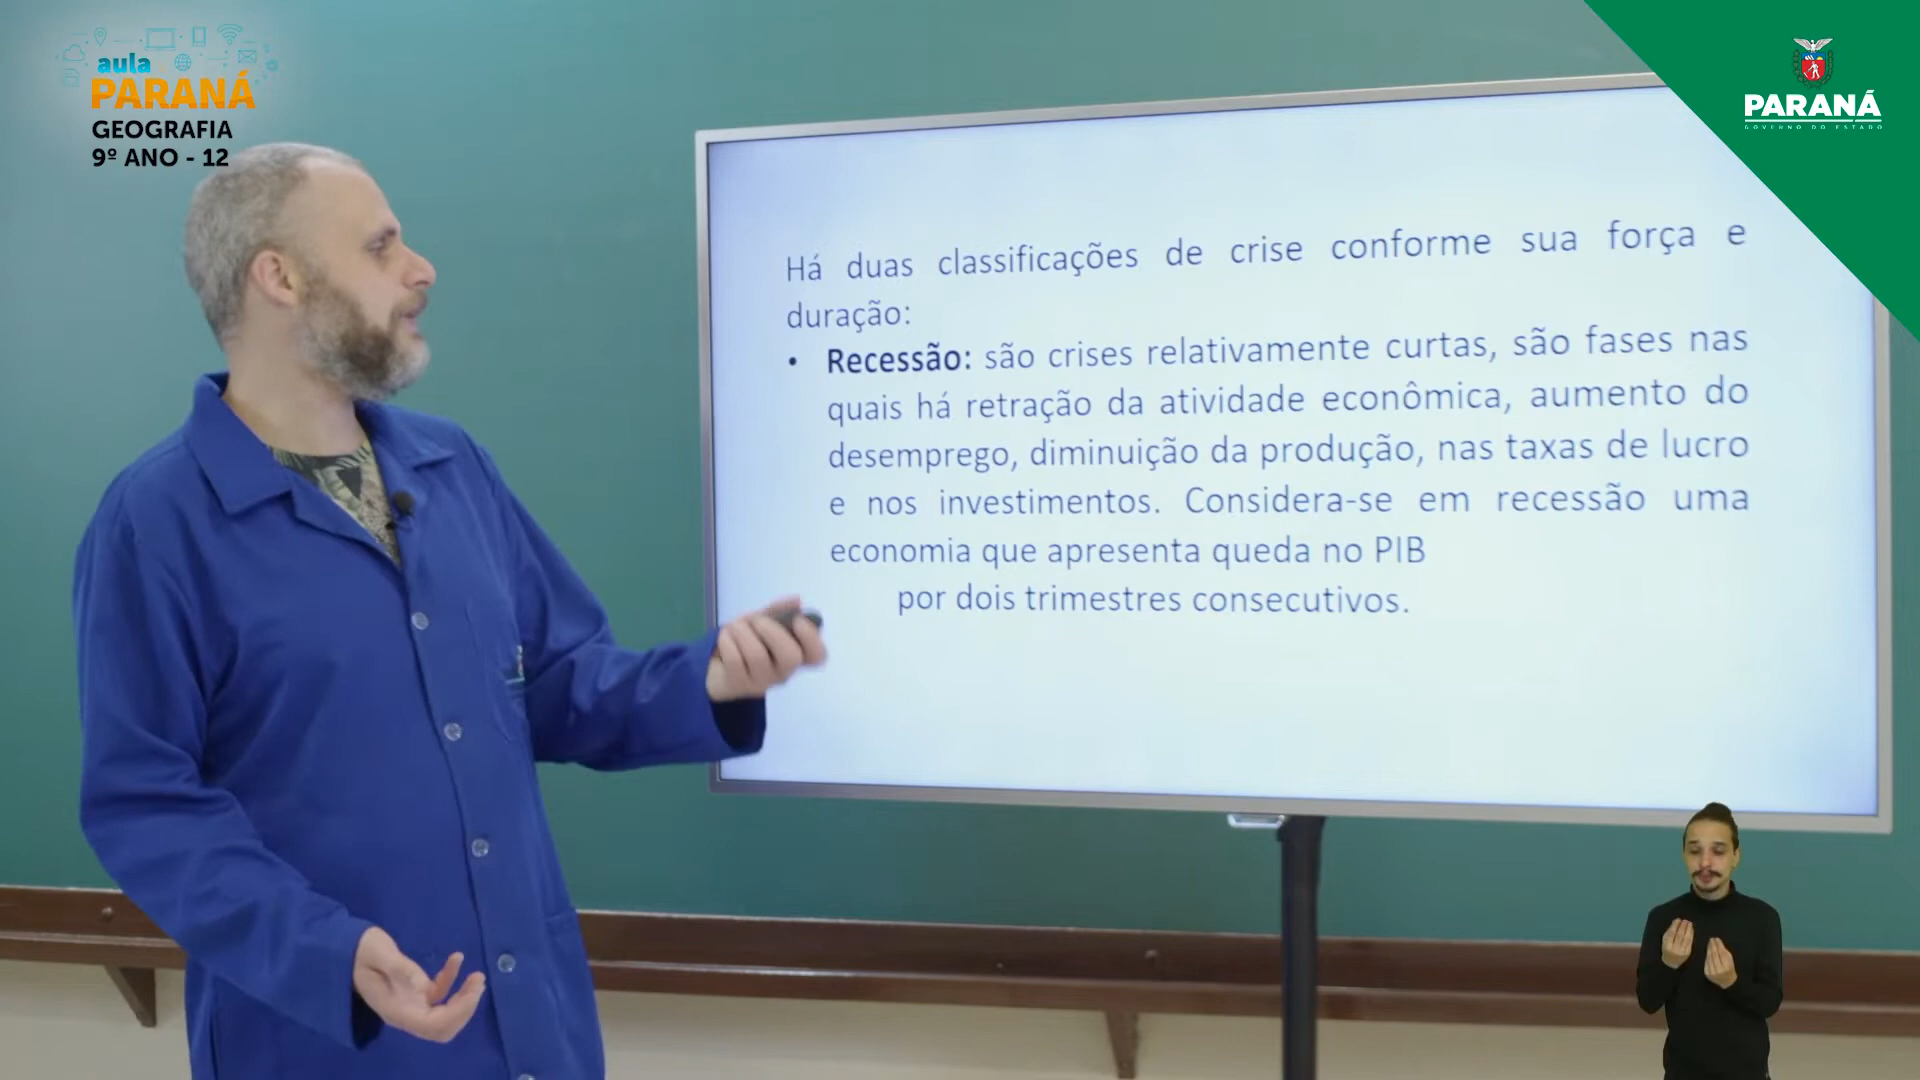 aula
PARANÁ
GEOGRAFIA
9º ANO - 12
PARANÁ
GOVERNO DO ESTADO
Há duas classificações de crise conforme sua força e
duração:
• Recessão: são crises relativamente curtas, são fases nas
quais há retração da atividade econômica, aumento do
desemprego, diminuição da produção, nas taxas de lucro
e nos investimentos. Considera-se em recessão uma
economia que apresenta queda no PIB
por dois trimestres consecutivos.